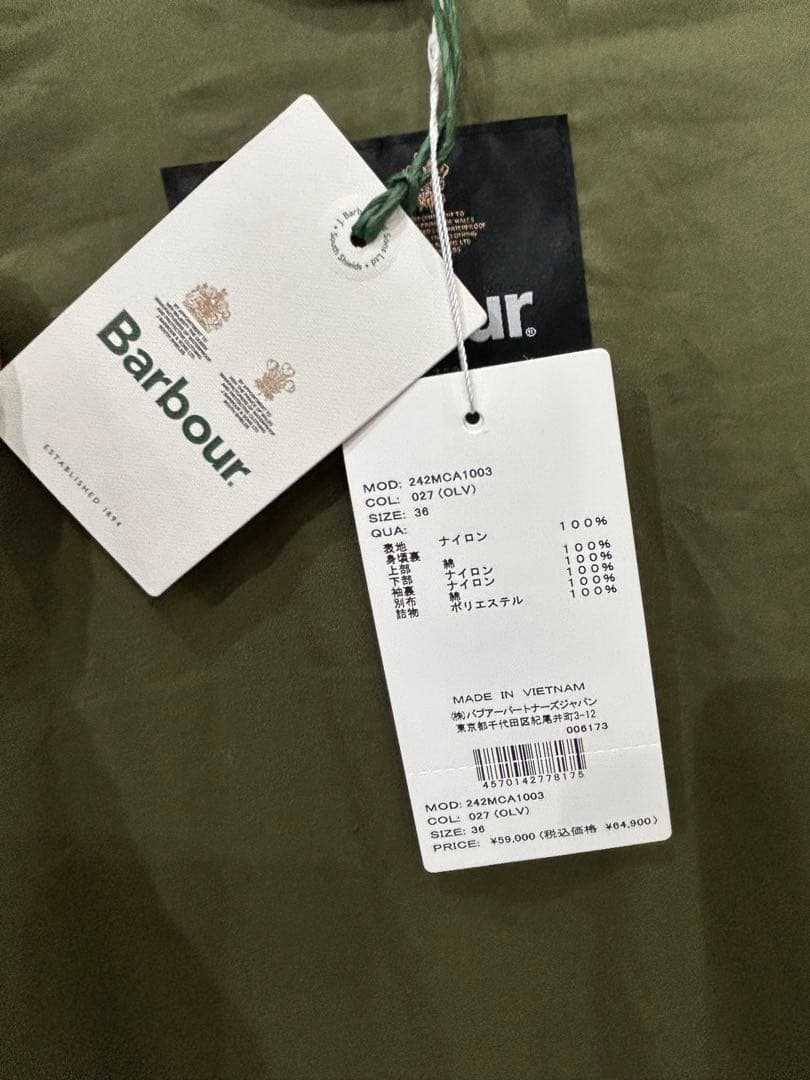 J. Barbour
Sons Ltd
South Shields
Barbour.
ESTABLISHED 1894
ur®
MOD: 242MCA1003
COL: 027 (OLV)
SIZE: 36
QUA:
表地 ナイロン 100%
身頃裏
上部 綿 100%
下部 ナイロン 100%
袖裏 ナイロン 100%
別布 綿 100%
詰物 ポリエステル 100%
MADE IN VIETNAM
(株)バブアーパートナーズジャパン
東京都千代田区紀尾井町3-12
006173
4570142778175
MOD: 242MCA1003
COL: 027 (OLV)
SIZE: 36
PRICE: ¥59,000 (税込価格 ¥64,900)